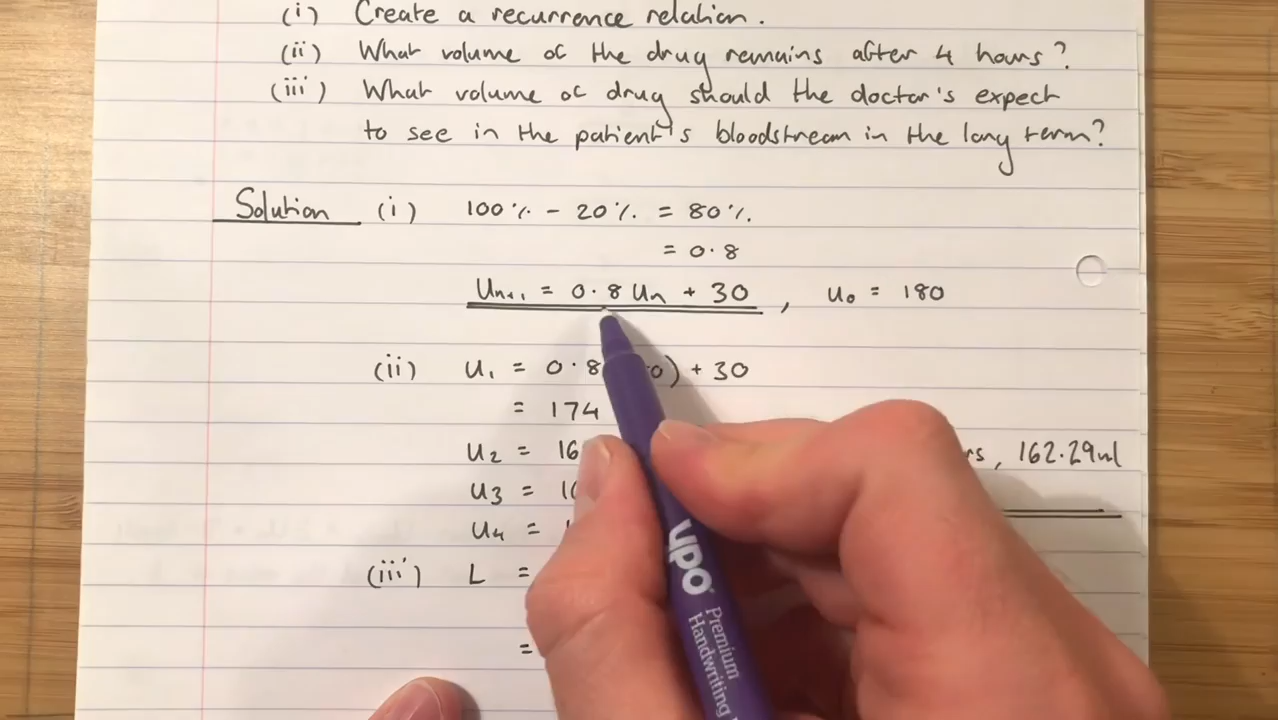 (i) Create a recurrence relation.
(ii) What volume of the drug remains after 4 hours?
(iii) What volume of drug should the doctor's expect
to see in the patient's bloodstream in the long term?
Solution (i) 100% - 20% = 80%.
= 0.8
Uₙ₊₁ = 0.8 Uₙ + 30 , u₀ = 180
(ii) u₁ = 0.8 0) + 30
= 174
u₂ = 16 rs, 162.29ml
u₃ =
u₄ =
(iii) L =
=
UPO
Premium
Handwriting